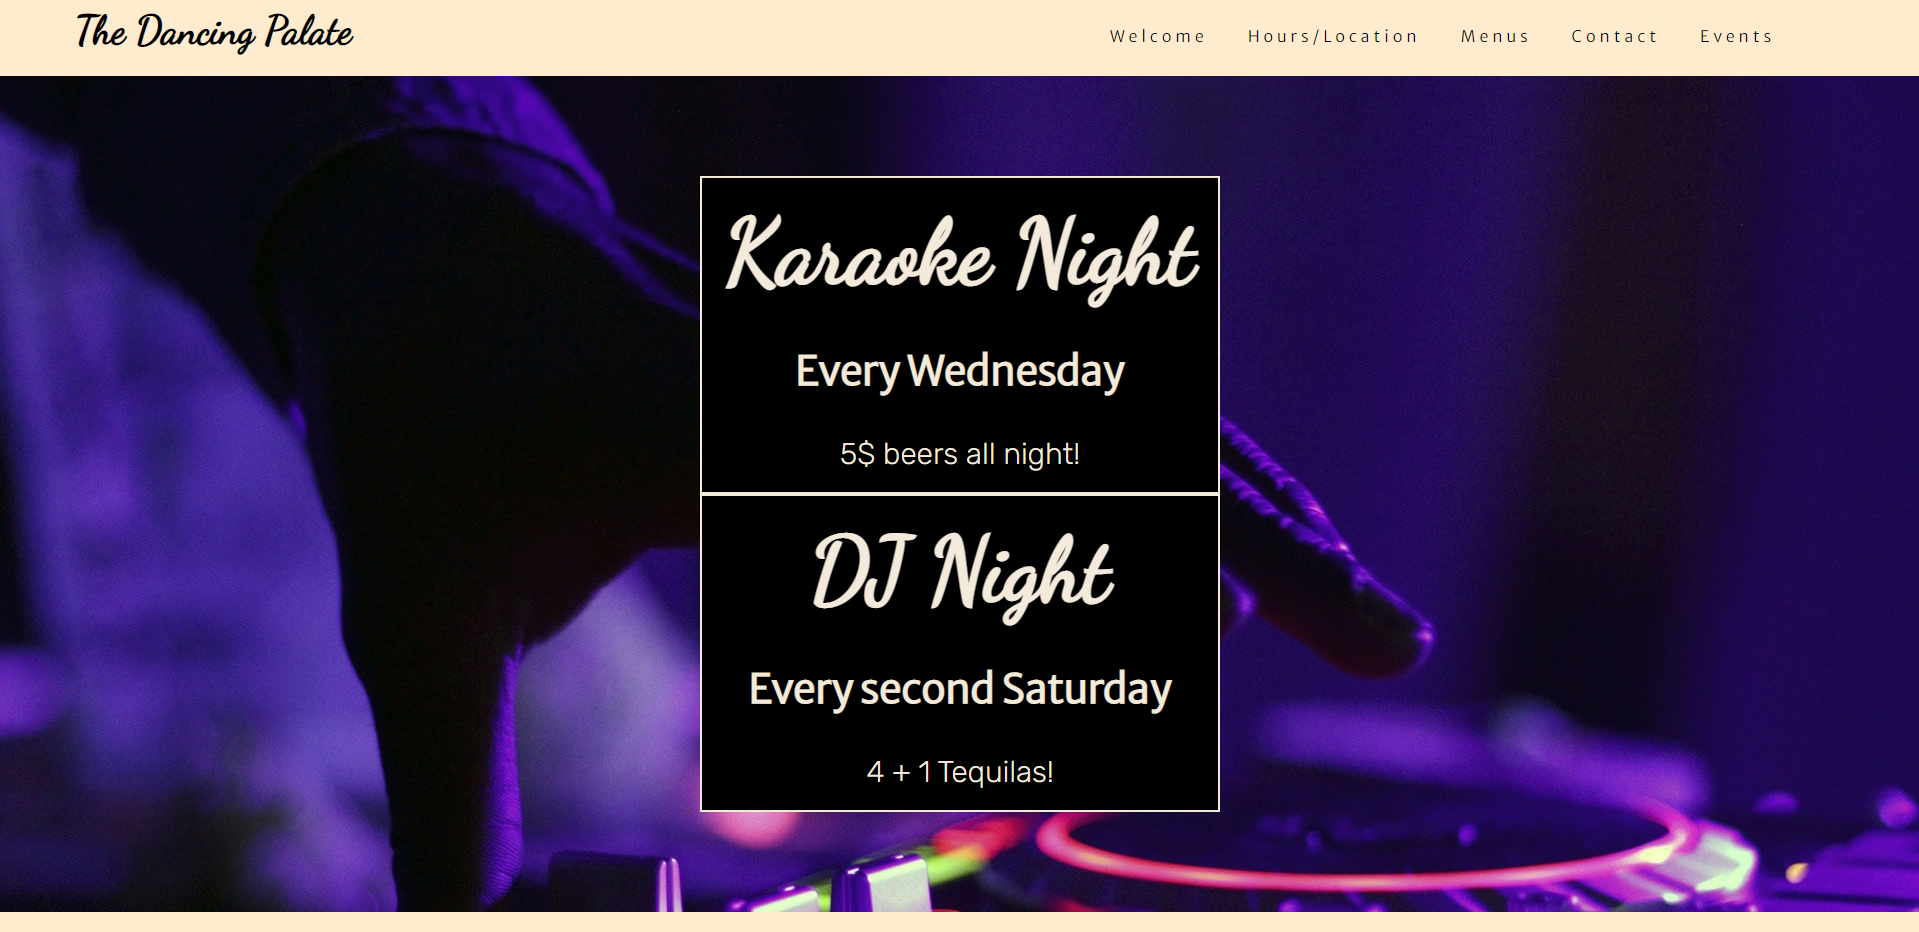 The Dancing Palate
Welcome Hours/Location Menus Contact Events
Karaoke Night
Every Wednesday
5$ beers all night!
DJ Night
Every second Saturday
4 + 1 Tequilas!